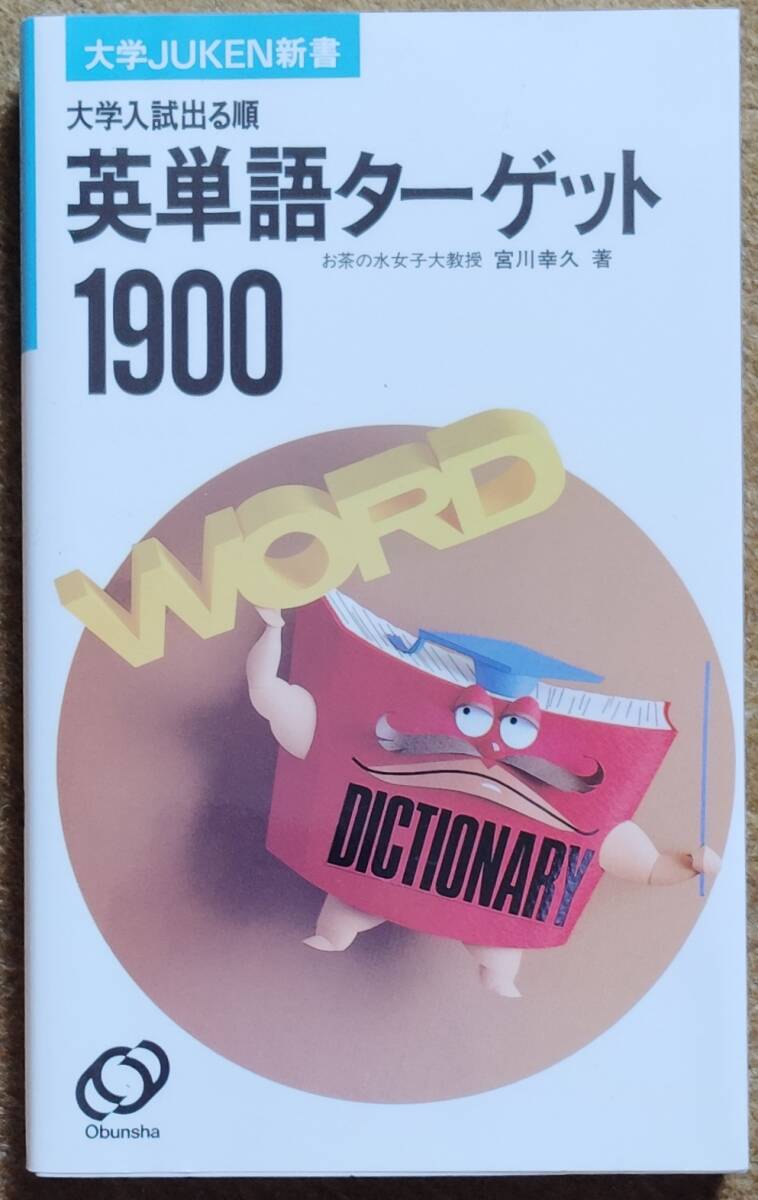 大学JUKEN新書
大学入試出る順
英単語ターゲット
お茶の水女子大教授 宮川幸久 著
1900
WORD
DICTIONARY
Obunsha